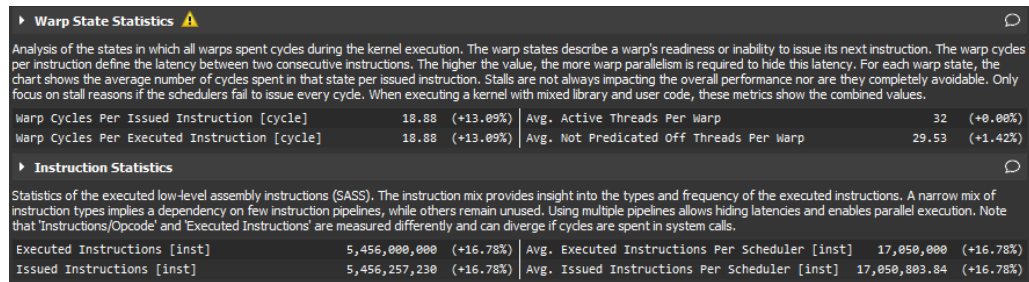 Warp State Statistics
Analysis of the states in which all warps spent cycles during the kernel execution. The warp states describe a warp's readiness or inability to issue its next instruction. The warp cycles
per instruction define the latency between two consecutive instructions. The higher the value, the more warp parallelism is required to hide this latency. For each warp state, the
chart shows the average number of cycles spent in that state per issued instruction. Stalls are not always impacting the overall performance nor are they completely avoidable. Only
focus on stall reasons if the schedulers fail to issue every cycle. When executing a kernel with mixed library and user code, these metrics show the combined values.
Warp Cycles Per Issued Instruction [cycle] 18.88 (+13.09%) Avg. Active Threads Per Warp 32 (+0.00%)
Warp Cycles Per Executed Instruction [cycle] 18.88 (+13.09%) Avg. Not Predicated Off Threads Per Warp 29.53 (+1.42%)
Instruction Statistics
Statistics of the executed low-level assembly instructions (SASS). The instruction mix provides insight into the types and frequency of the executed instructions. A narrow mix of
instruction types implies a dependency on few instruction pipelines, while others remain unused. Using multiple pipelines allows hiding latencies and enables parallel execution. Note
that 'Instructions/Opcode' and 'Executed Instructions' are measured differently and can diverge if cycles are spent in system calls.
Executed Instructions [inst] 5,456,000,000 (+16.78%) Avg. Executed Instructions Per Scheduler [inst] 17,050,000 (+16.78%)
Issued Instructions [inst] 5,456,257,230 (+16.78%) Avg. Issued Instructions Per Scheduler [inst] 17,050,803.84 (+16.78%)